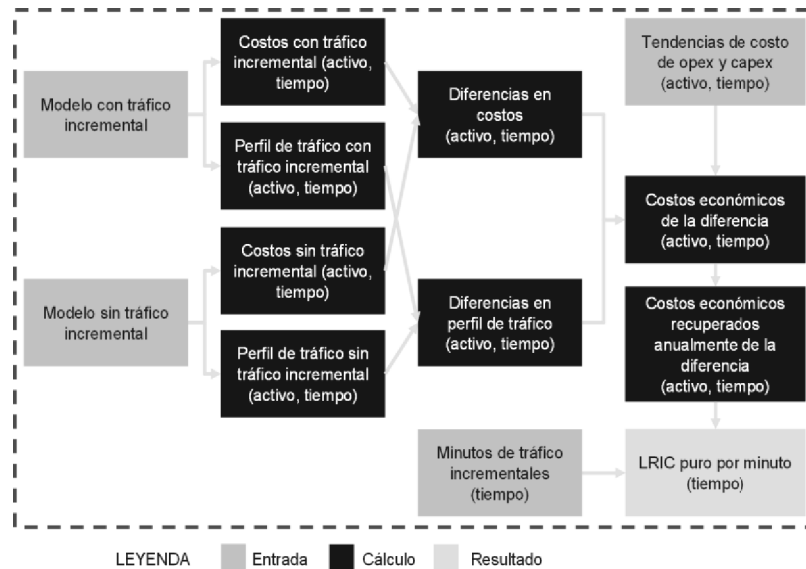 Modelo con tráfico
incremental
Costos con tráfico
incremental (activo,
tiempo)
Perfil de tráfico con
tráfico incremental
(activo, tiempo)
Modelo sin tráfico
incremental
Costos sin tráfico
incremental (activo,
tiempo)
Perfil de tráfico sin
tráfico incremental
(activo, tiempo)
Diferencias en
costos
(activo, tiempo)
Diferencias en
perfil de tráfico
(activo, tiempo)
Minutos de tráfico
incrementales
(tiempo)
Tendencias de costo
de opex y capex
(activo, tiempo)
Costos económicos
de la diferencia
(activo, tiempo)
Costos económicos
recuperados
anualmente de la
diferencia
(activo, tiempo)
LRIC puro por minuto
(tiempo)
LEYENDA
Entrada
Cálculo
Resultado